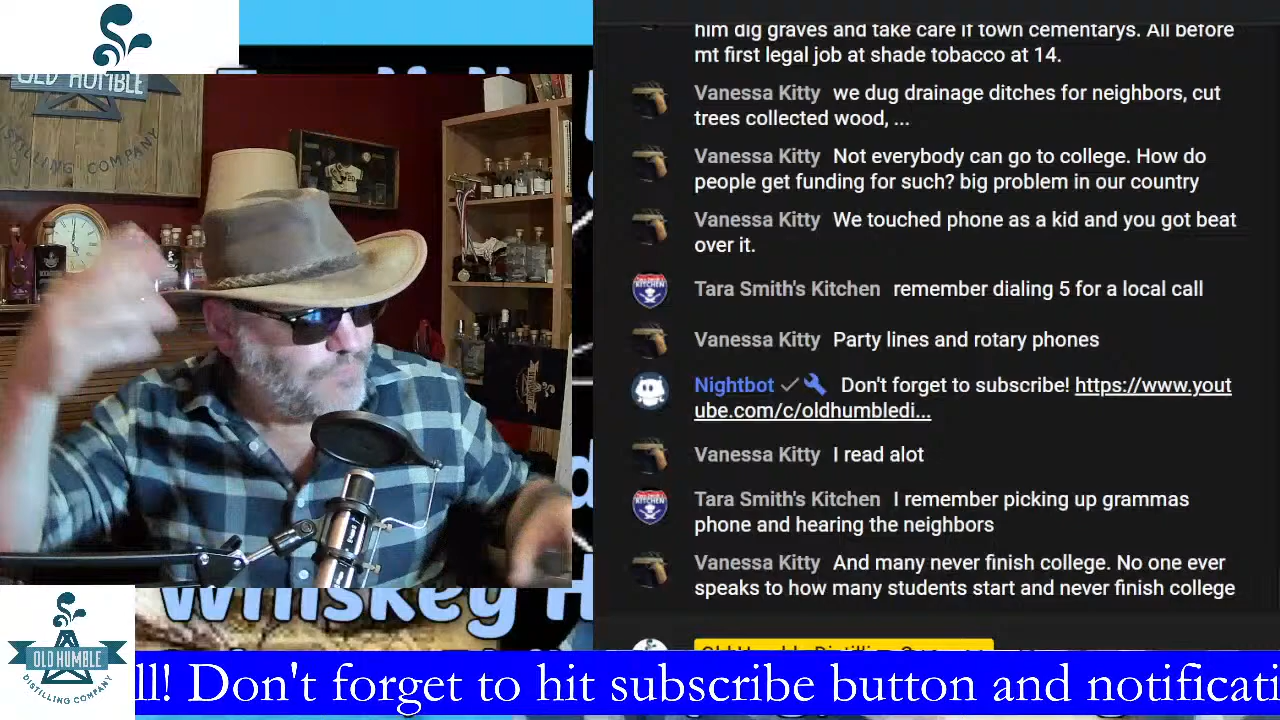 OLD HUMBLE
DISTILLING COMPANY
him dig graves and take care if town cementarys. All before
mt first legal job at shade tobacco at 14.
Vanessa Kitty we dug drainage ditches for neighbors, cut
trees collected wood, ...
Vanessa Kitty Not everybody can go to college. How do
people get funding for such? big problem in our country
Vanessa Kitty We touched phone as a kid and you got beat
over it.
Tara Smith's Kitchen remember dialing 5 for a local call
Vanessa Kitty Party lines and rotary phones
Nightbot Don't forget to subscribe! https://www.yout
ube.com/c/oldhumbledi...
Vanessa Kitty I read alot
Tara Smith's Kitchen I remember picking up grammas
phone and hearing the neighbors
Vanessa Kitty And many never finish college. No one ever
speaks to how many students start and never finish college
Whiskey H
OLD HUMBLE
DISTILLING COMPANY
ll! Don't forget to hit subscribe button and notificati